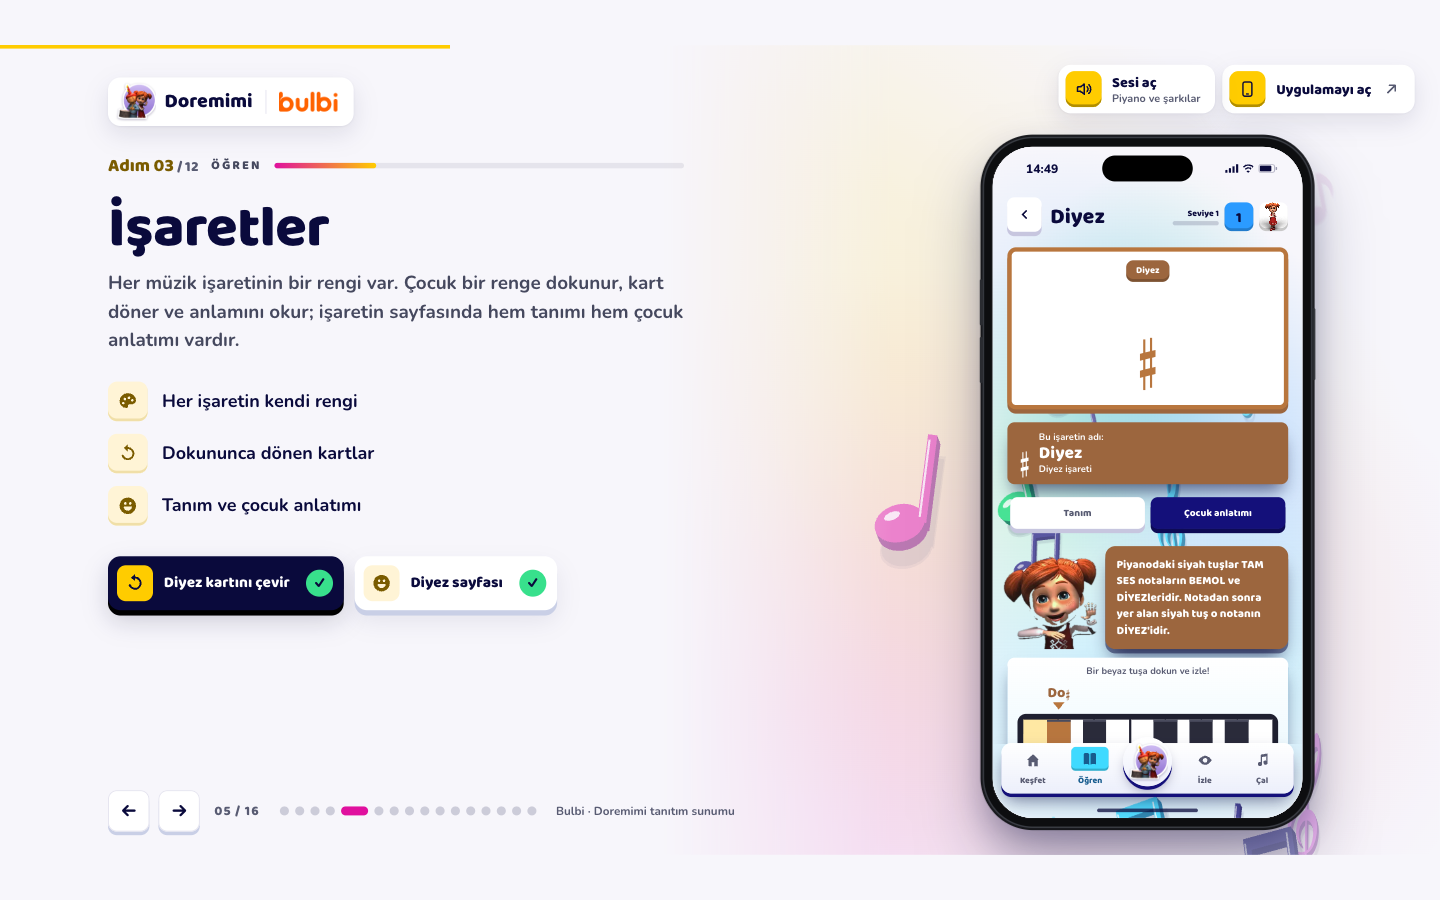 Doremimi
bulbi
Sesi aç
Piyano ve şarkılar
Uygulamayı aç
Adım 03 / 12 ÖĞREN
İşaretler
Her müzik işaretinin bir rengi var. Çocuk bir renge dokunur, kart
döner ve anlamını okur; işaretin sayfasında hem tanımı hem çocuk
anlatımı vardır.
Her işaretin kendi rengi
Dokununca dönen kartlar
Tanım ve çocuk anlatımı
Diyez kartını çevir
Diyez sayfası
05 / 16
Bulbi · Doremimi tanıtım sunumu
14:49
Diyez
Seviye 1
1
Diyez
♯
♯
Bu işaretin adı:
Diyez
Diyez işareti
Tanım
Çocuk anlatımı
Piyanodaki siyah tuşlar TAM
SES notaların BEMOL ve
DİYEZleridir. Notadan sonra
yer alan siyah tuş o notanın
DİYEZ'idir.
Bir beyaz tuşa dokun ve izle!
Do♯
Keşfet
Öğren
İzle
Çal